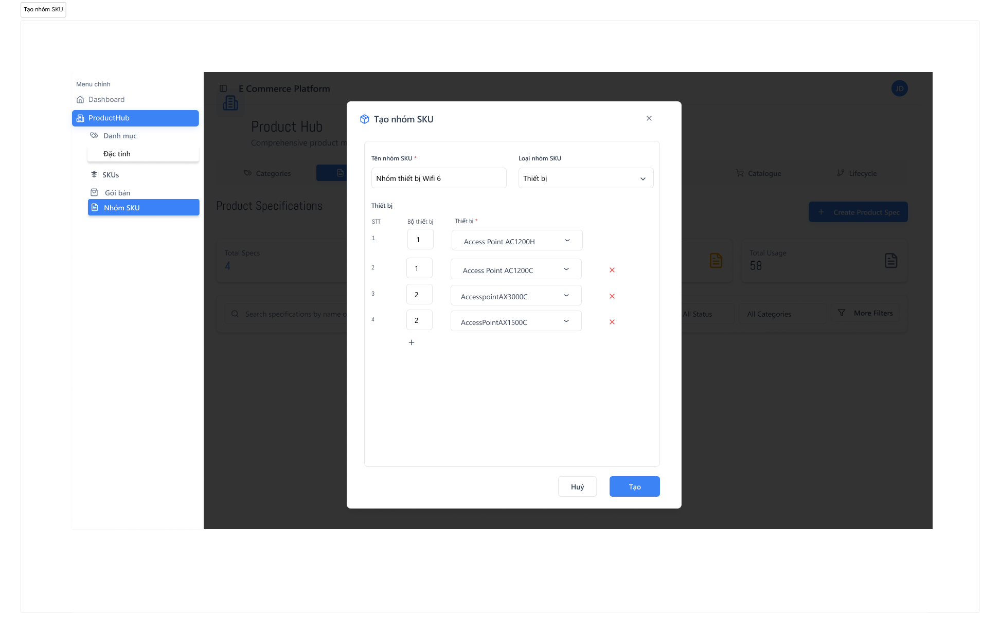 Tạo nhóm SKU
Menu chính
Dashboard
ProductHub
Danh mục
Đặc tính
SKUs
Gói bán
Nhóm SKU
E Commerce Platform
JD
Product Hub
Comprehensive product m
Categories
Catalogue
Lifecycle
Product Specifications
+ Create Product Spec
Total Specs
4
Total Usage
58
Search specifications by name o
All Status
All Categories
More Filters
Tạo nhóm SKU
Tên nhóm SKU *
Loại nhóm SKU
Nhóm thiết bị Wifi 6
Thiết bị
Thiết bị
STT
Bộ thiết bị
Thiết bị *
1 1 Access Point AC1200H
2 1 Access Point AC1200C
3 2 AccesspointAX3000C
4 2 AccessPointAX1500C
+
Huỷ
Tạo